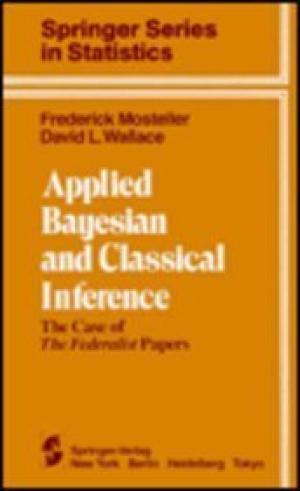 Springer Series
in Statistics
Frederick Mosteller
David L. Wallace
Applied
Bayesian
and Classical
Inference
The Case of
The Federalist Papers
Springer-Verlag
New York Berlin Heidelberg Tokyo